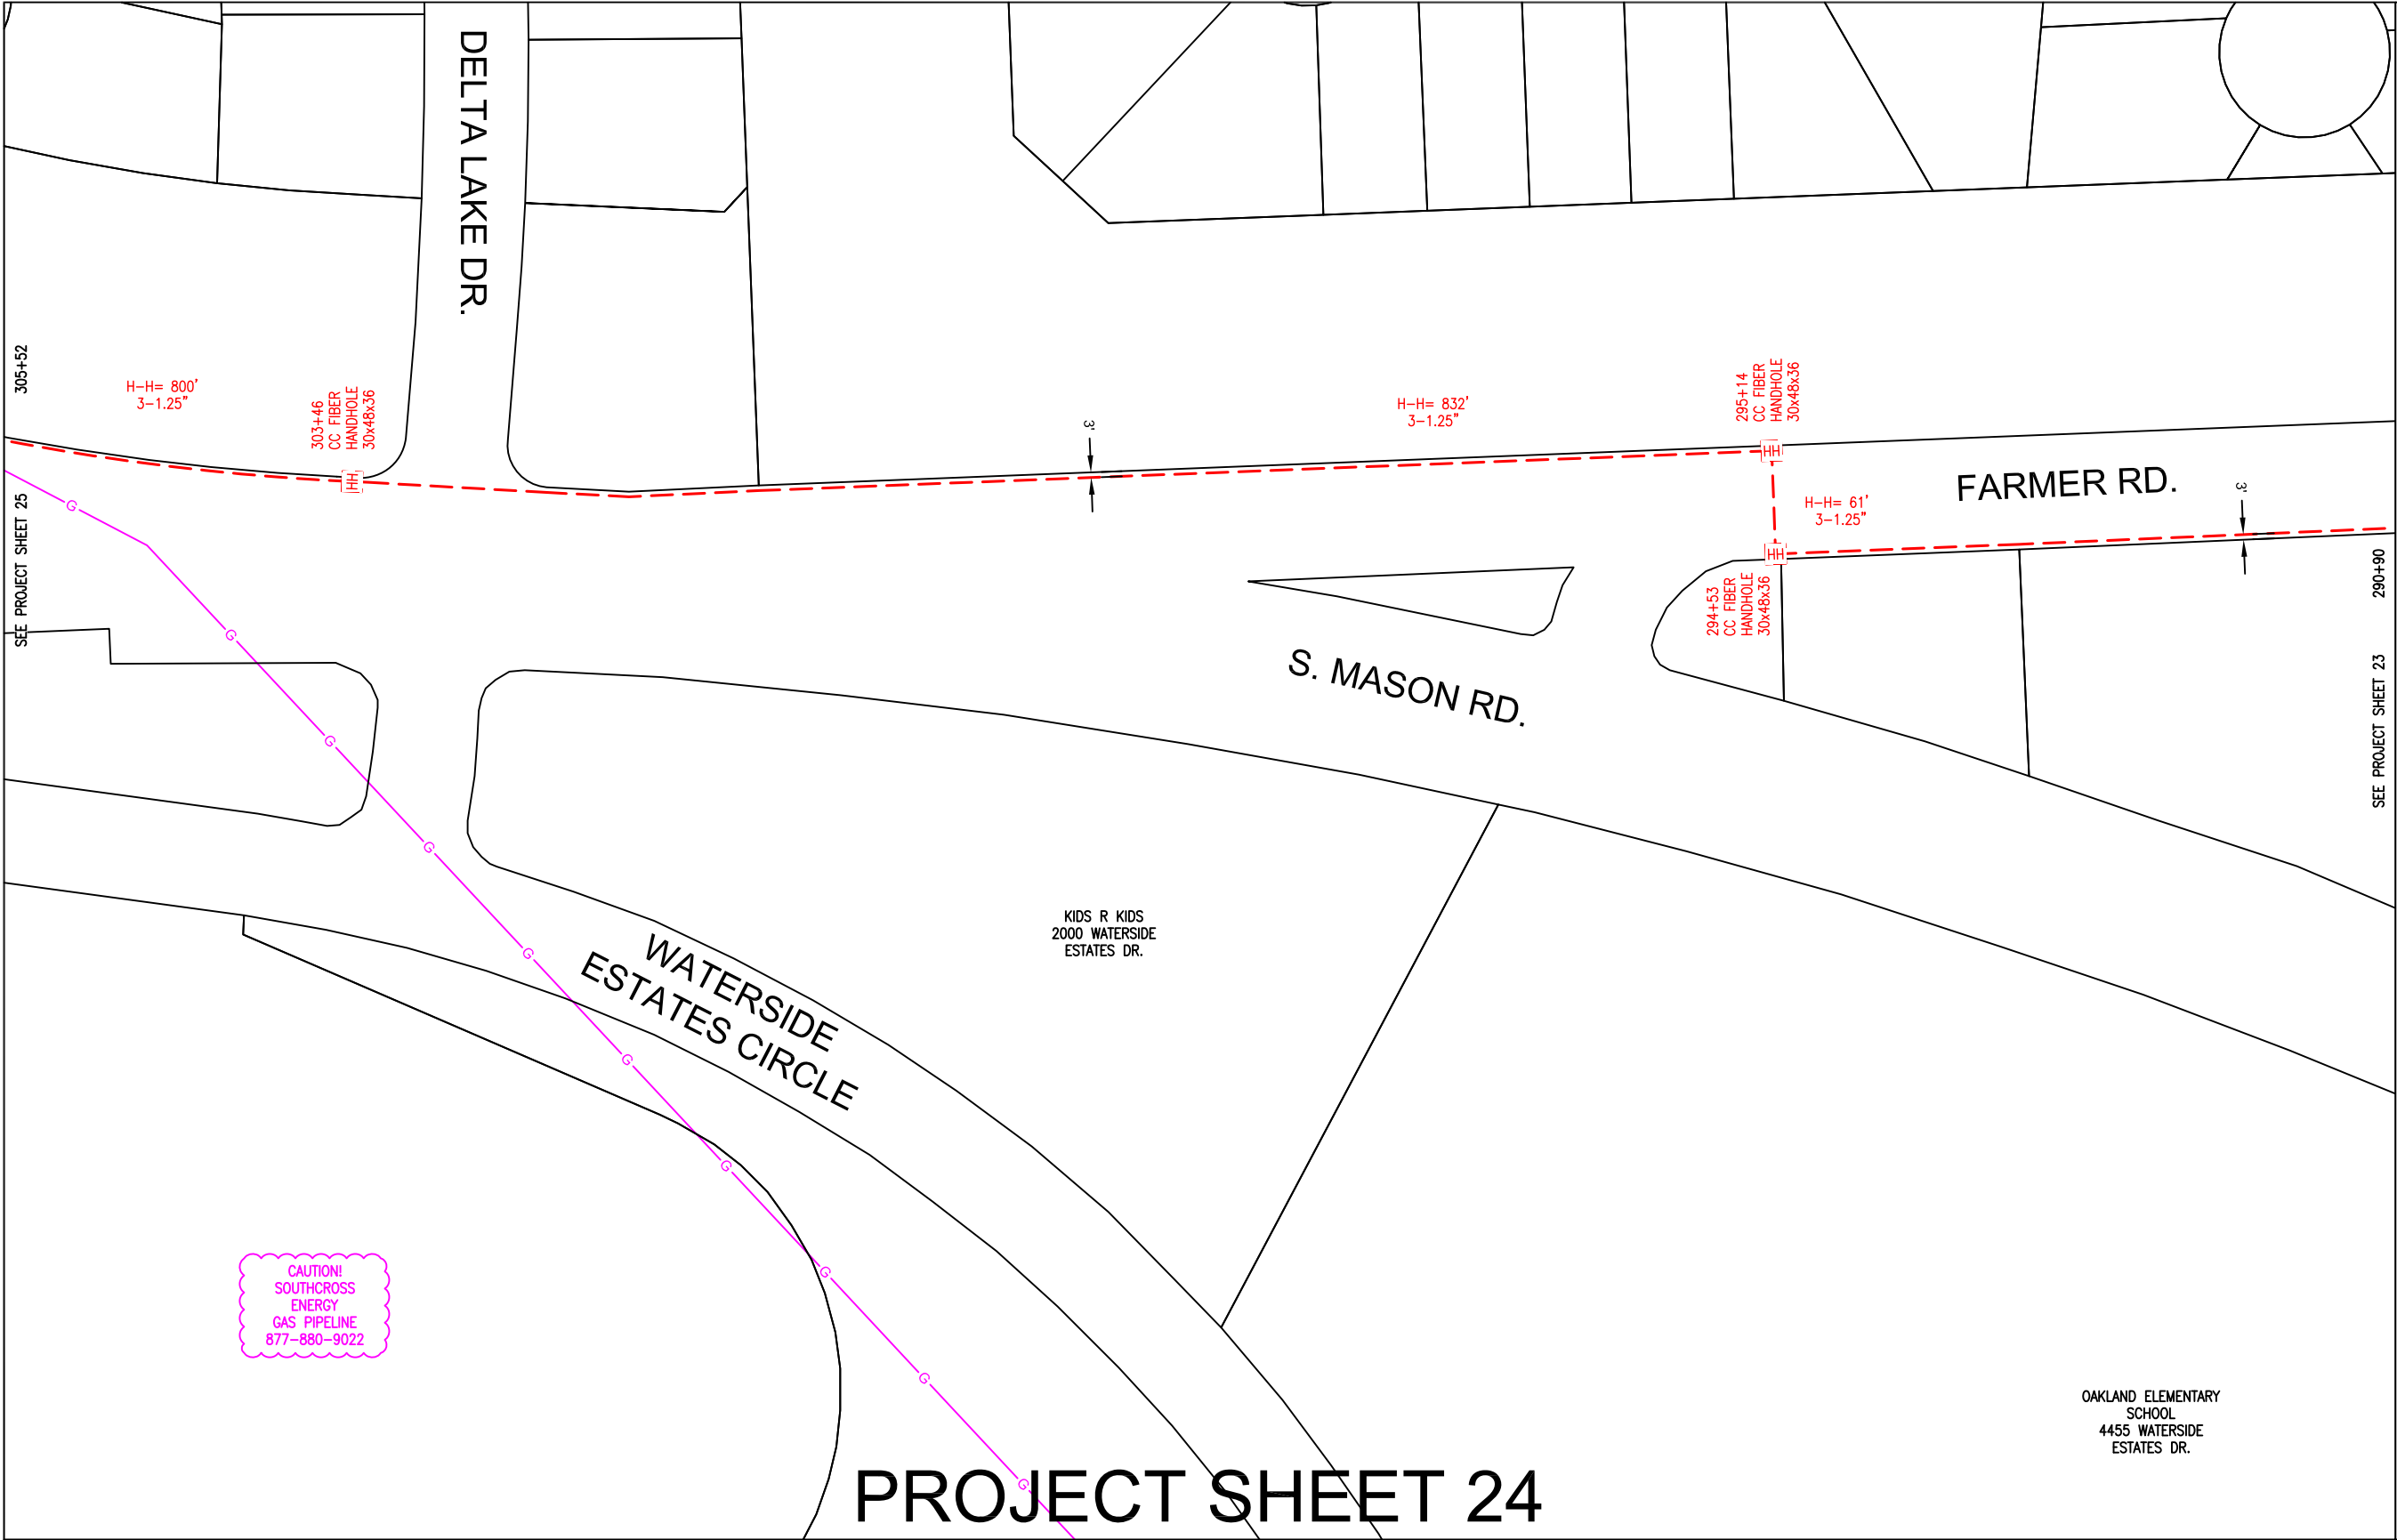 DELTA LAKE DR.
305+52
H-H= 800'
3-1.25"
303+46
CC FIBER
HANDHOLE
30x48x36
HH
3'
H-H= 832'
3-1.25"
295+14
CC FIBER
HANDHOLE
30x48x36
HH
H-H= 61'
3-1.25"
FARMER RD.
3'
HH
294+53
CC FIBER
HANDHOLE
30x48x36
290+90
SEE PROJECT SHEET 25
SEE PROJECT SHEET 23
G
G
G
G
G
G
G
G
G
G
S. MASON RD.
KIDS R KIDS
2000 WATERSIDE
ESTATES DR.
WATERSIDE
ESTATES CIRCLE
CAUTION!
SOUTHCROSS
ENERGY
GAS PIPELINE
877-880-9022
OAKLAND ELEMENTARY
SCHOOL
4455 WATERSIDE
ESTATES DR.
PROJECT SHEET 24